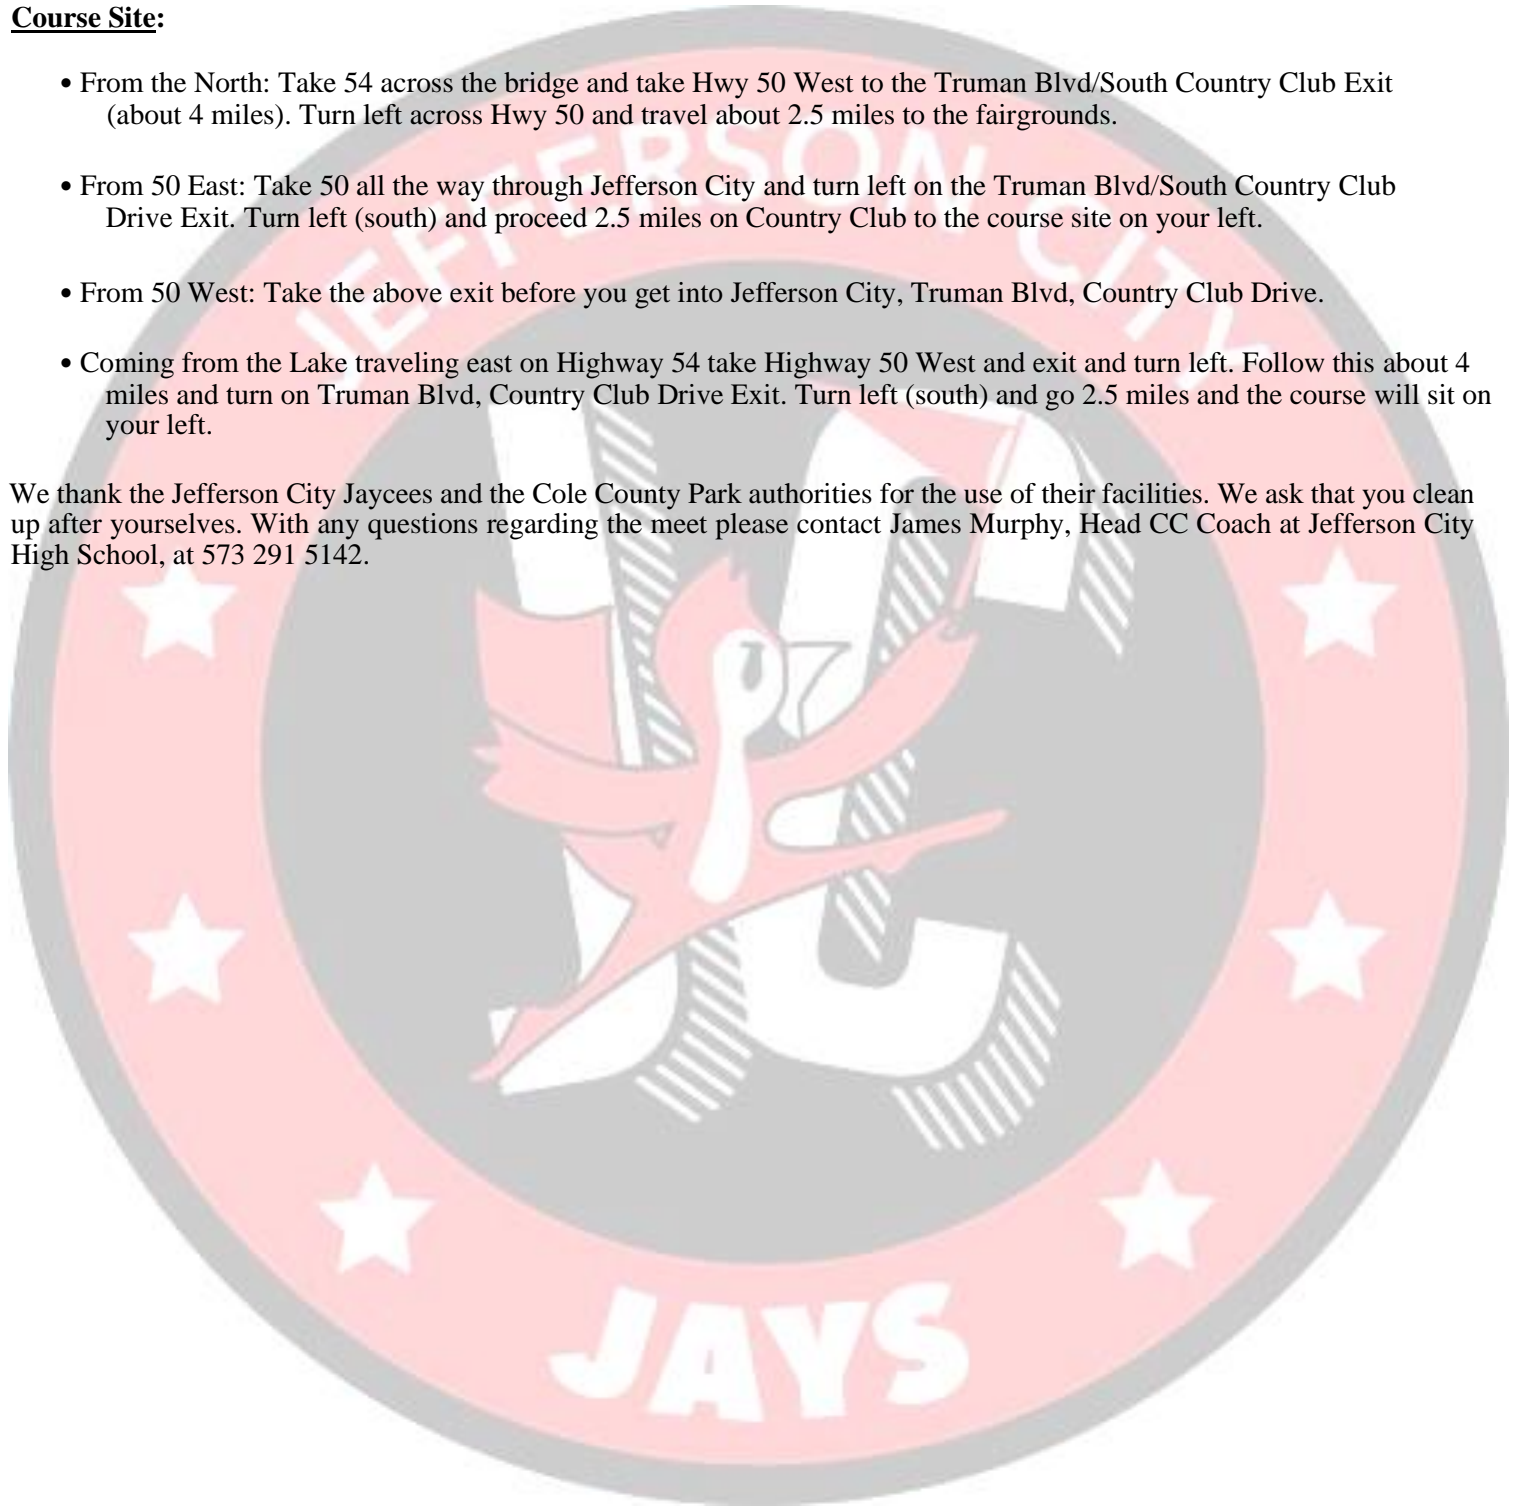 Course Site:
• From the North: Take 54 across the bridge and take Hwy 50 West to the Truman Blvd/South Country Club Exit
(about 4 miles). Turn left across Hwy 50 and travel about 2.5 miles to the fairgrounds.
• From 50 East: Take 50 all the way through Jefferson City and turn left on the Truman Blvd/South Country Club
Drive Exit. Turn left (south) and proceed 2.5 miles on Country Club to the course site on your left.
• From 50 West: Take the above exit before you get into Jefferson City, Truman Blvd, Country Club Drive.
• Coming from the Lake traveling east on Highway 54 take Highway 50 West and exit and turn left. Follow this about 4
miles and turn on Truman Blvd, Country Club Drive Exit. Turn left (south) and go 2.5 miles and the course will sit on
your left.
We thank the Jefferson City Jaycees and the Cole County Park authorities for the use of their facilities. We ask that you clean
up after yourselves. With any questions regarding the meet please contact James Murphy, Head CC Coach at Jefferson City
High School, at 573 291 5142.
JEFFERSON CITY
JC
JAYS